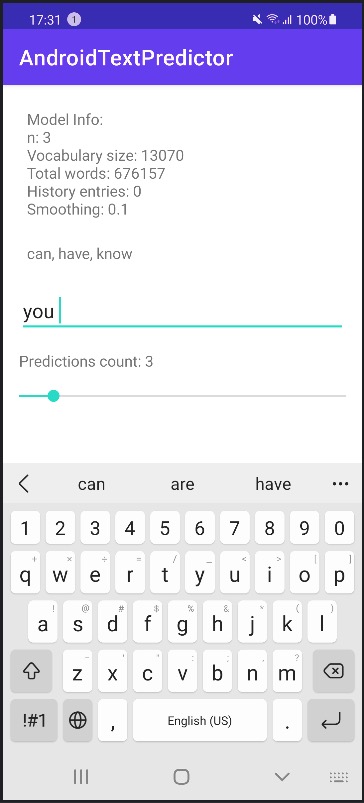 17:31 1 100%
AndroidTextPredictor
Model Info:
n: 3
Vocabulary size: 13070
Total words: 676157
History entries: 0
Smoothing: 0.1
can, have, know
you
Predictions count: 3
can are have •••
1 2 3 4 5 6 7 8 9 0
+ × ÷ = / _ < > [ ]
q w e r t y u i o p
! @ # $ % & ^ * ( )
a s d f g h j k l
- ' " : ; , ?
z x c v b n m
!#1 , English (US) .